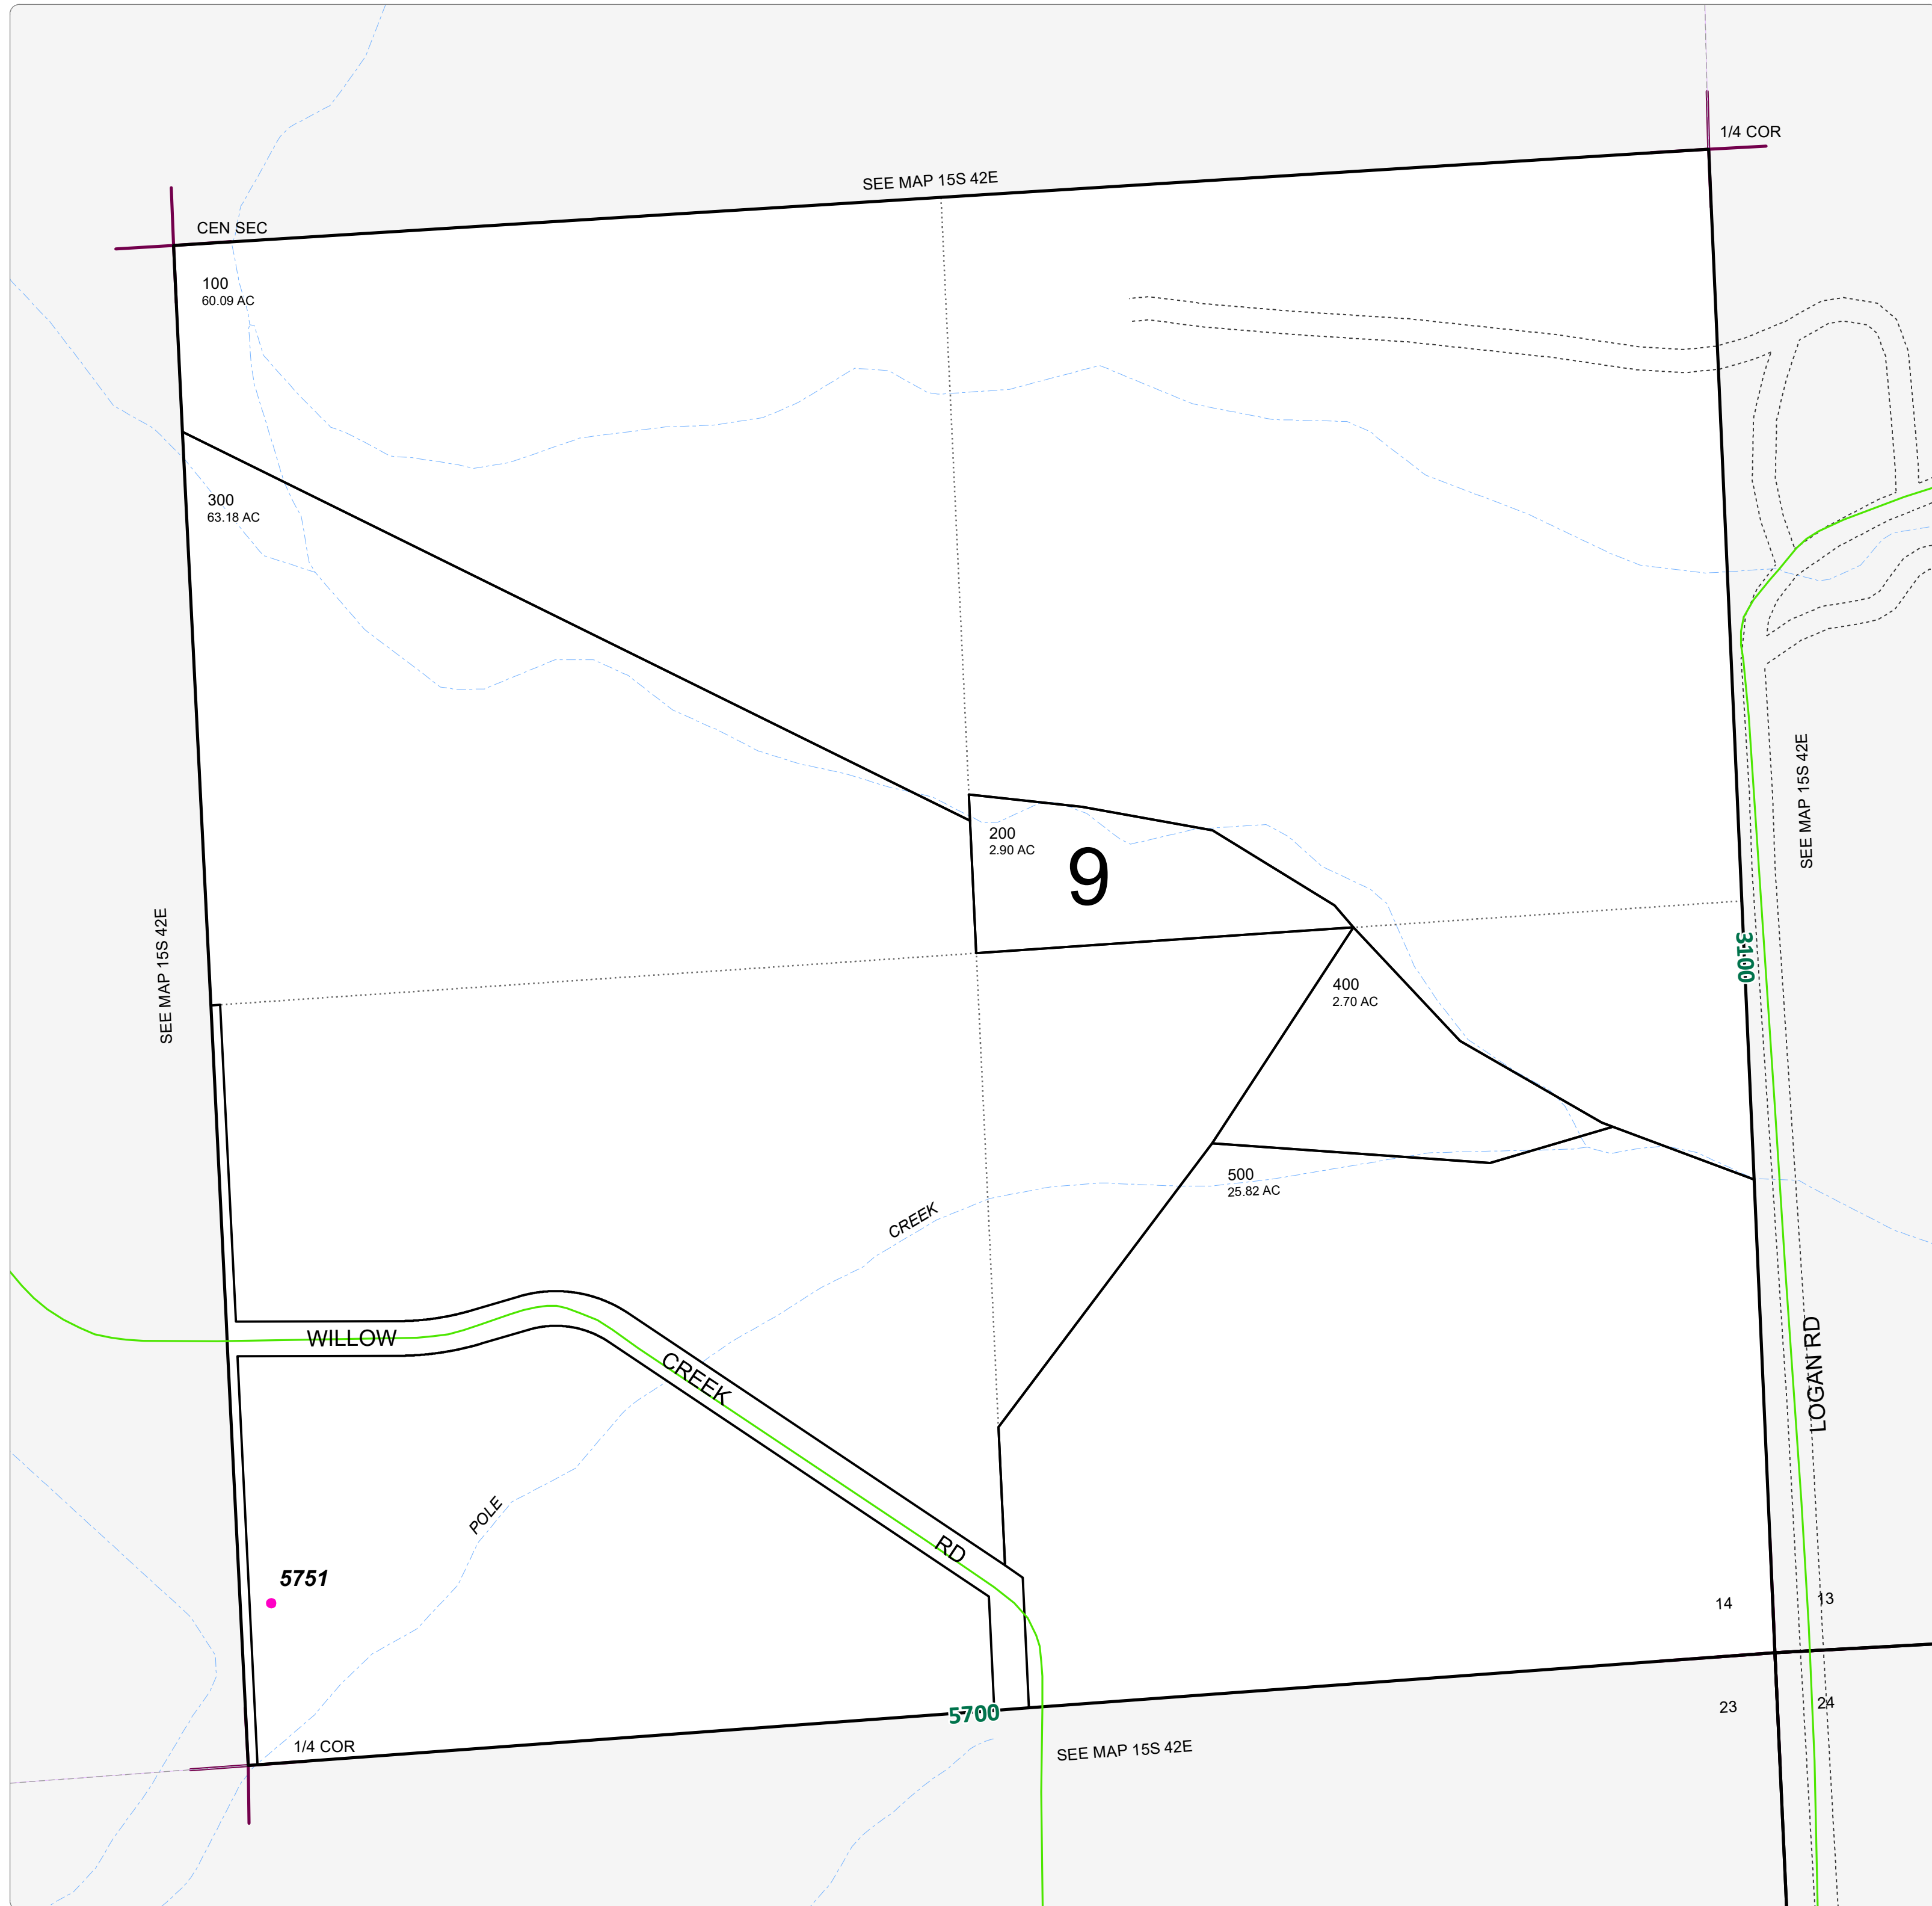 1/4 COR
SEE MAP 15S 42E
CEN SEC
100
60.09 AC
300
63.18 AC
200
2.90 AC
9
SEE MAP 15S 42E
3100
SEE MAP 15S 42E
400
2.70 AC
500
25.82 AC
CREEK
WILLOW
CREEK
RD
LOGAN RD
POLE
5751
14
13
5700
23
24
1/4 COR
SEE MAP 15S 42E